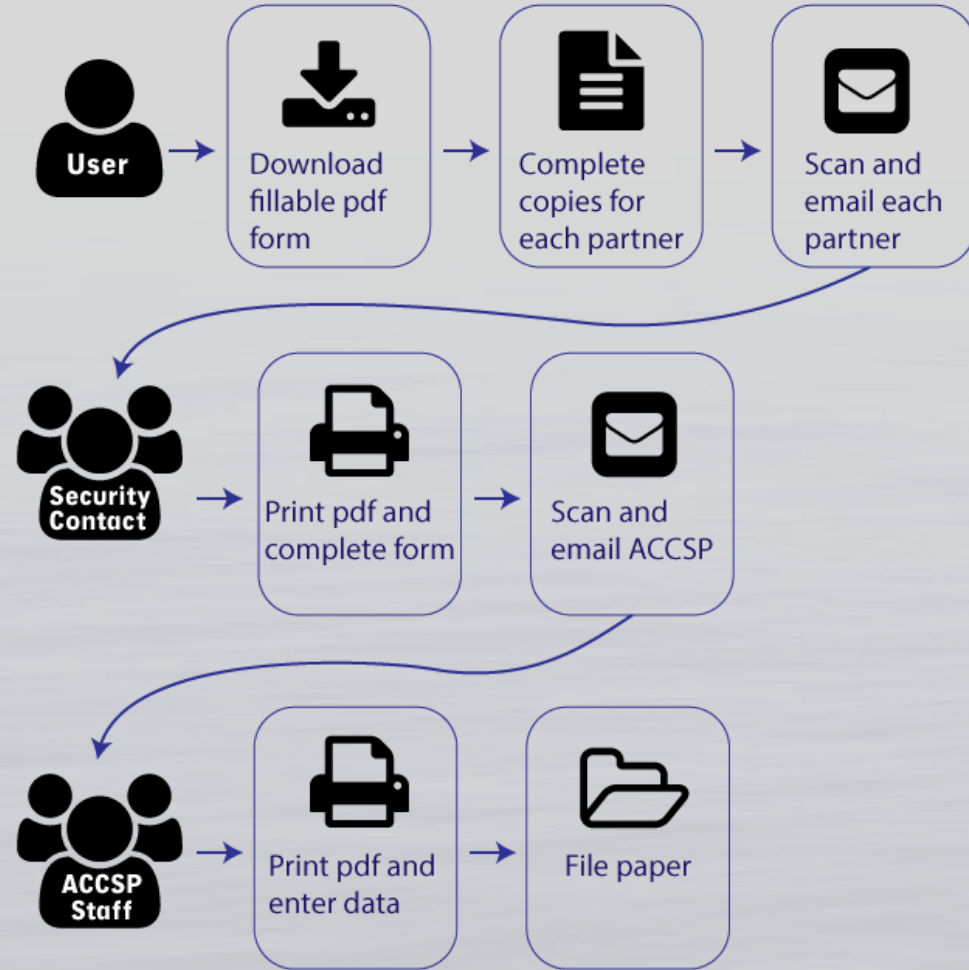 User
Download
fillable pdf
form
Complete
copies for
each partner
Scan and
email each
partner
Security
Contact
Print pdf and
complete form
Scan and
email ACCSP
ACCSP
Staff
Print pdf and
enter data
File paper